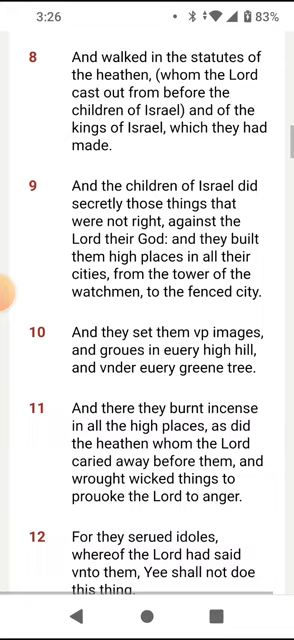 3:26 83%
8 And walked in the statutes of
the heathen, (whom the Lord
cast out from before the
children of Israel) and of the
kings of Israel, which they had
made.
9 And the children of Israel did
secretly those things that
were not right, against the
Lord their God: and they built
them high places in all their
cities, from the tower of the
watchmen, to the fenced city.
10 And they set them vp images,
and groues in euery high hill,
and vnder euery greene tree.
11 And there they burnt incense
in all the high places, as did
the heathen whom the Lord
caried away before them, and
wrought wicked things to
prouoke the Lord to anger.
12 For they serued idoles,
whereof the Lord had said
vnto them, Yee shall not doe
this thing.